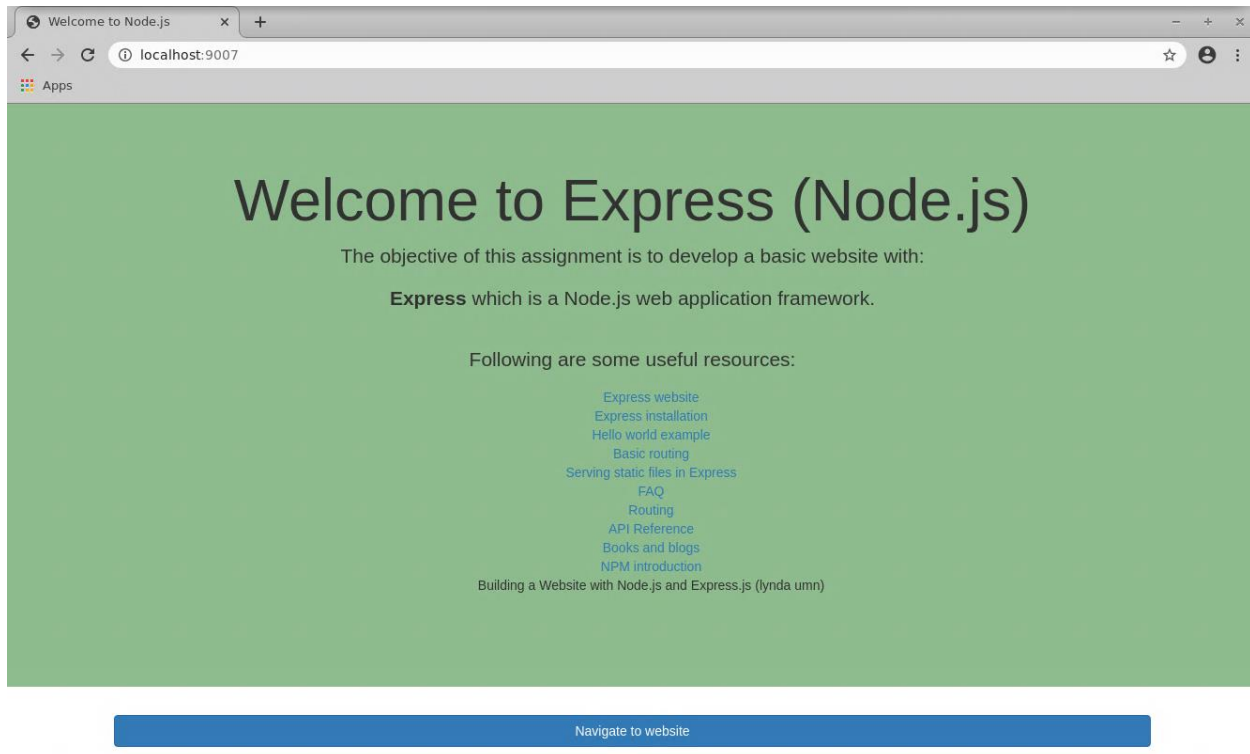 Welcome to Node.js
localhost:9007
Apps
Welcome to Express (Node.js)
The objective of this assignment is to develop a basic website with:
Express which is a Node.js web application framework.
Following are some useful resources:
Express website
Express installation
Hello world example
Basic routing
Serving static files in Express
FAQ
Routing
API Reference
Books and blogs
NPM introduction
Building a Website with Node.js and Express.js (lynda umn)
Navigate to website